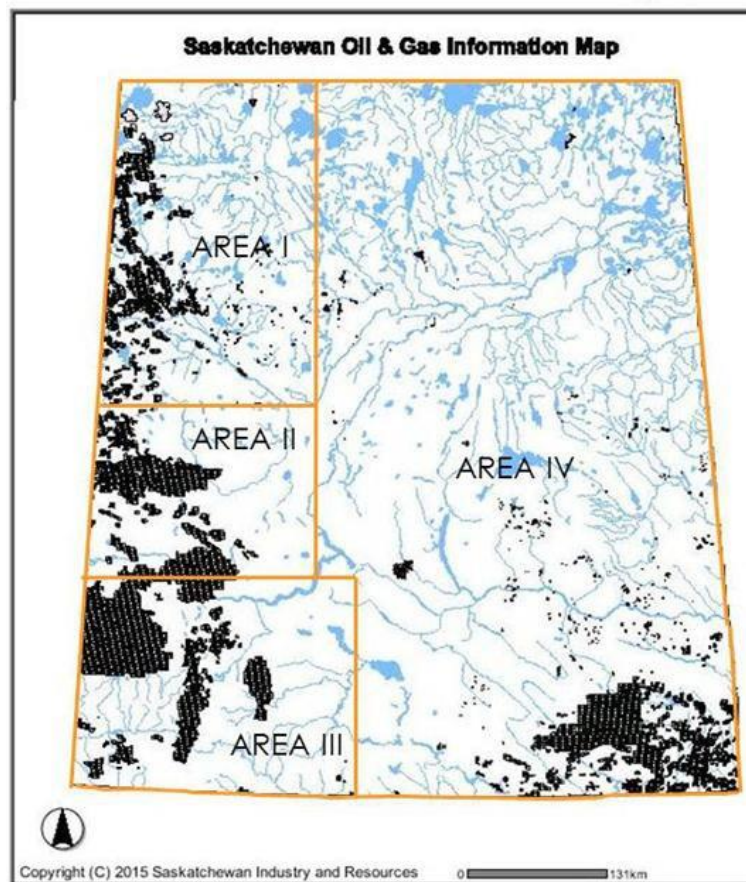 Saskatchewan Oil & Gas Information Map
AREA I
AREA II
AREA IV
AREA III
Copyright (C) 2015 Saskatchewan Industry and Resources
0 131km